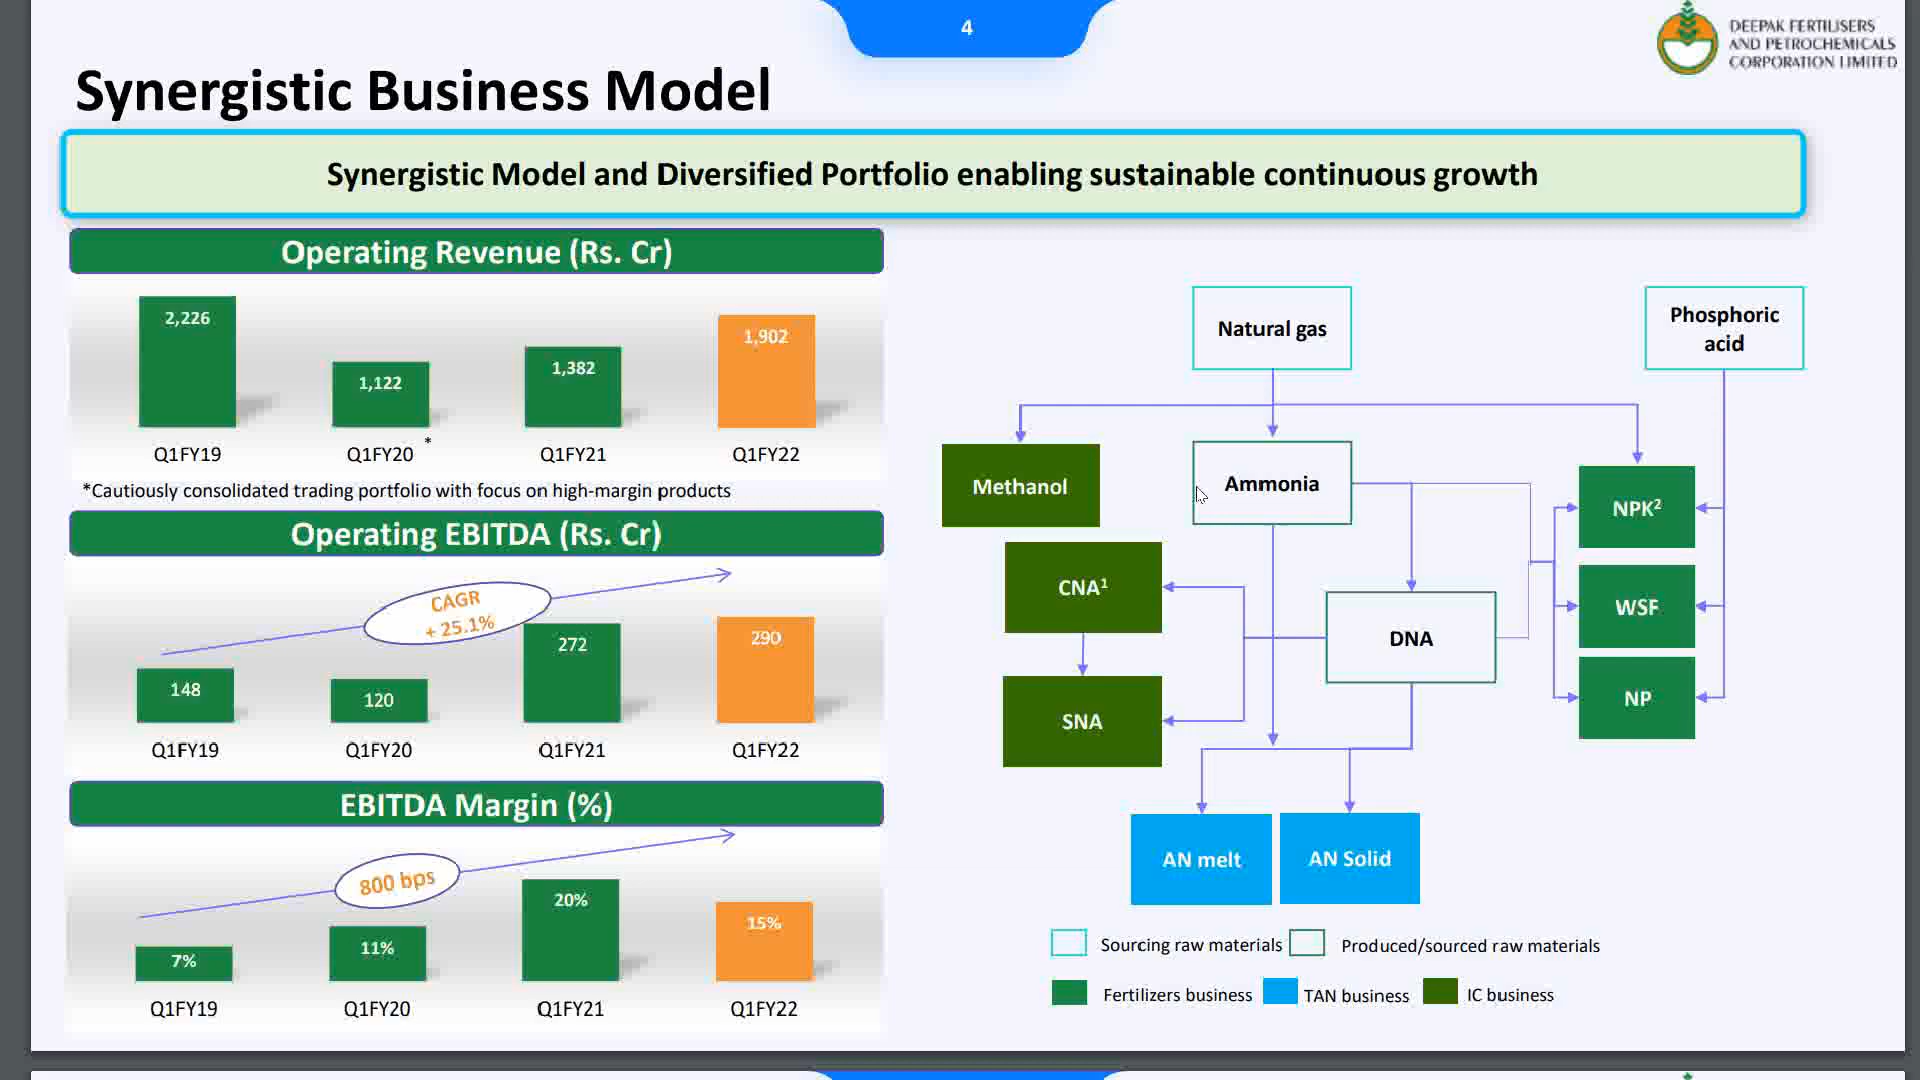 4
DEEPAK FERTILISERS
AND PETROCHEMICALS
CORPORATION LIMITED
Synergistic Business Model
Synergistic Model and Diversified Portfolio enabling sustainable continuous growth
Operating Revenue (Rs. Cr)
2,226
1,122
1,382
1,902
Q1FY19
Q1FY20 *
Q1FY21
Q1FY22
*Cautiously consolidated trading portfolio with focus on high-margin products
Operating EBITDA (Rs. Cr)
CAGR
+ 25.1%
148
120
272
290
Q1FY19
Q1FY20
Q1FY21
Q1FY22
EBITDA Margin (%)
800 bps
7%
11%
20%
15%
Q1FY19
Q1FY20
Q1FY21
Q1FY22
Natural gas
Phosphoric
acid
Methanol
Ammonia
NPK²
CNA¹
WSF
DNA
SNA
NP
AN melt
AN Solid
Sourcing raw materials
Produced/sourced raw materials
Fertilizers business
TAN business
IC business